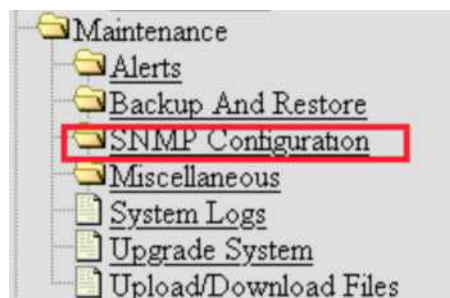 Maintenance
Alerts
Backup And Restore
SNMP Configuration
Miscellaneous
System Logs
Upgrade System
Upload/Download Files